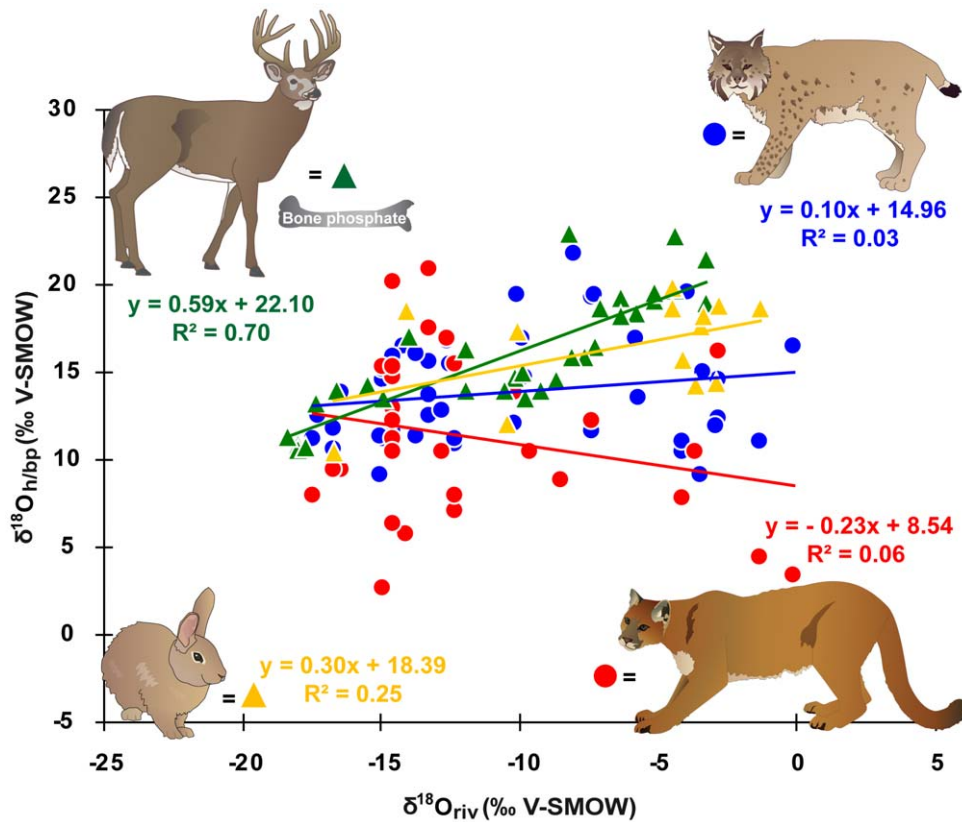 30
25
20
15
10
5
0
-5
δ¹⁸Oh/bp (‰ V-SMOW)
=
Bone phosphate
y = 0.59x + 22.10
R² = 0.70
=
y = 0.10x + 14.96
R² = 0.03
y = - 0.23x + 8.54
R² = 0.06
=
y = 0.30x + 18.39
R² = 0.25
=
-25 -20 -15 -10 -5 0 5
δ¹⁸Oriv (‰ V-SMOW)